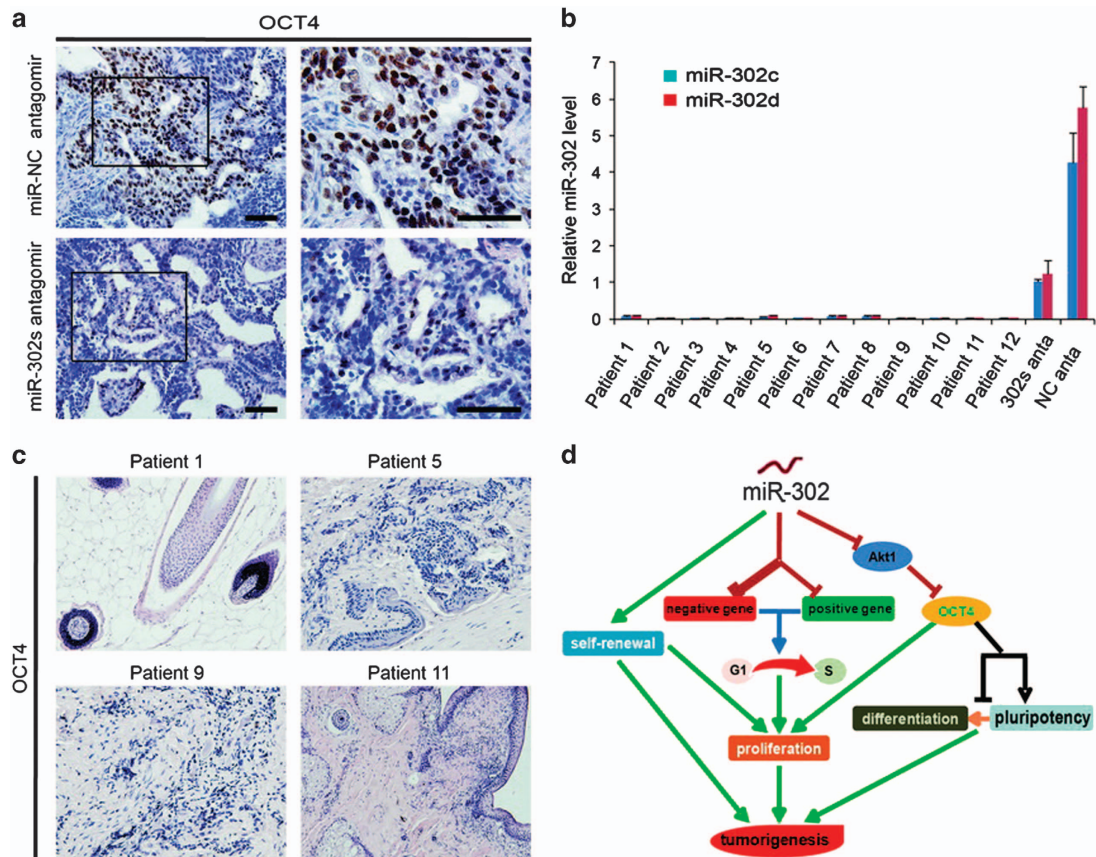 a
OCT4
miR-NC antagomir
miR-302s antagomir
b
Relative miR-302 level
7
6
5
4
3
2
1
0
miR-302c
miR-302d
Patient 1
Patient 2
Patient 3
Patient 4
Patient 5
Patient 6
Patient 7
Patient 8
Patient 9
Patient 10
Patient 11
Patient 12
302s anta
NC anta
c
OCT4
Patient 1
Patient 5
Patient 9
Patient 11
d
miR-302
Akt1
negative gene
positive gene
OCT4
self-renewal
G1
S
differentiation
pluripotency
proliferation
tumorigenesis